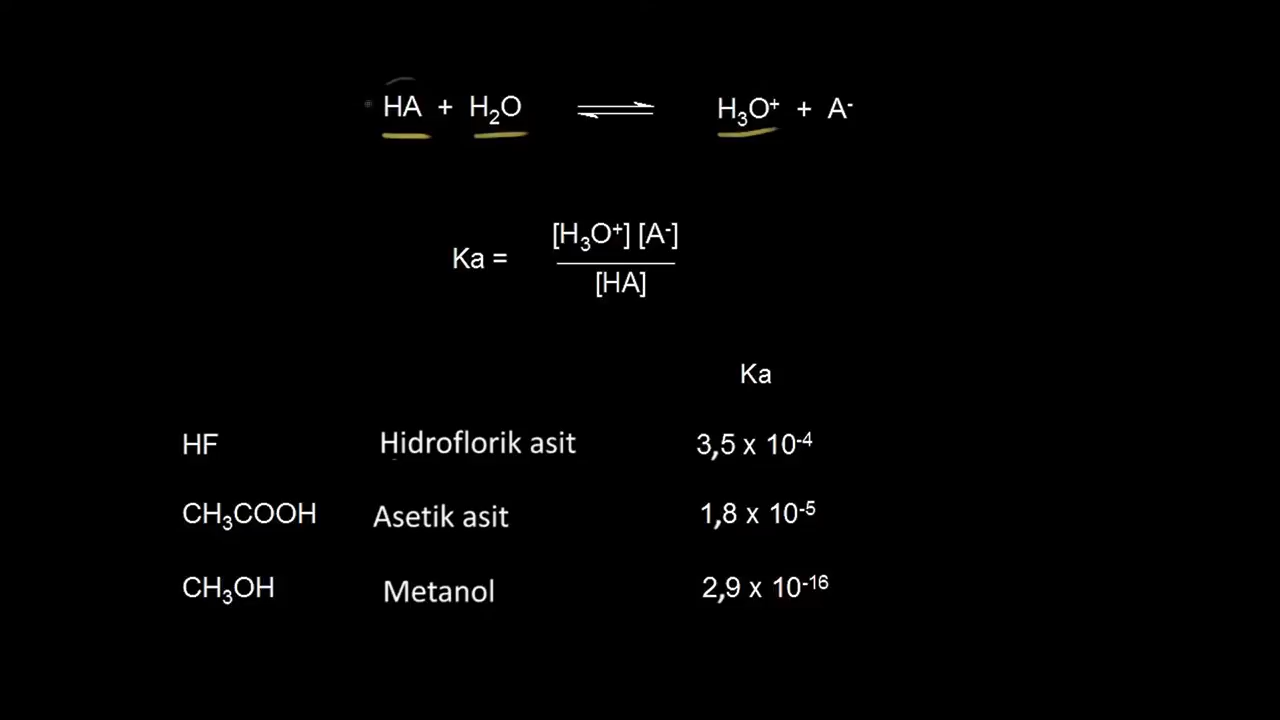 HA + H₂O ⇌ H₃O⁺ + A⁻
[H₃O⁺] [A⁻]
Ka =
[HA]
Ka
HF Hidroflorik asit 3,5 x 10⁻⁴
CH₃COOH Asetik asit 1,8 x 10⁻⁵
CH₃OH Metanol 2,9 x 10⁻¹⁶